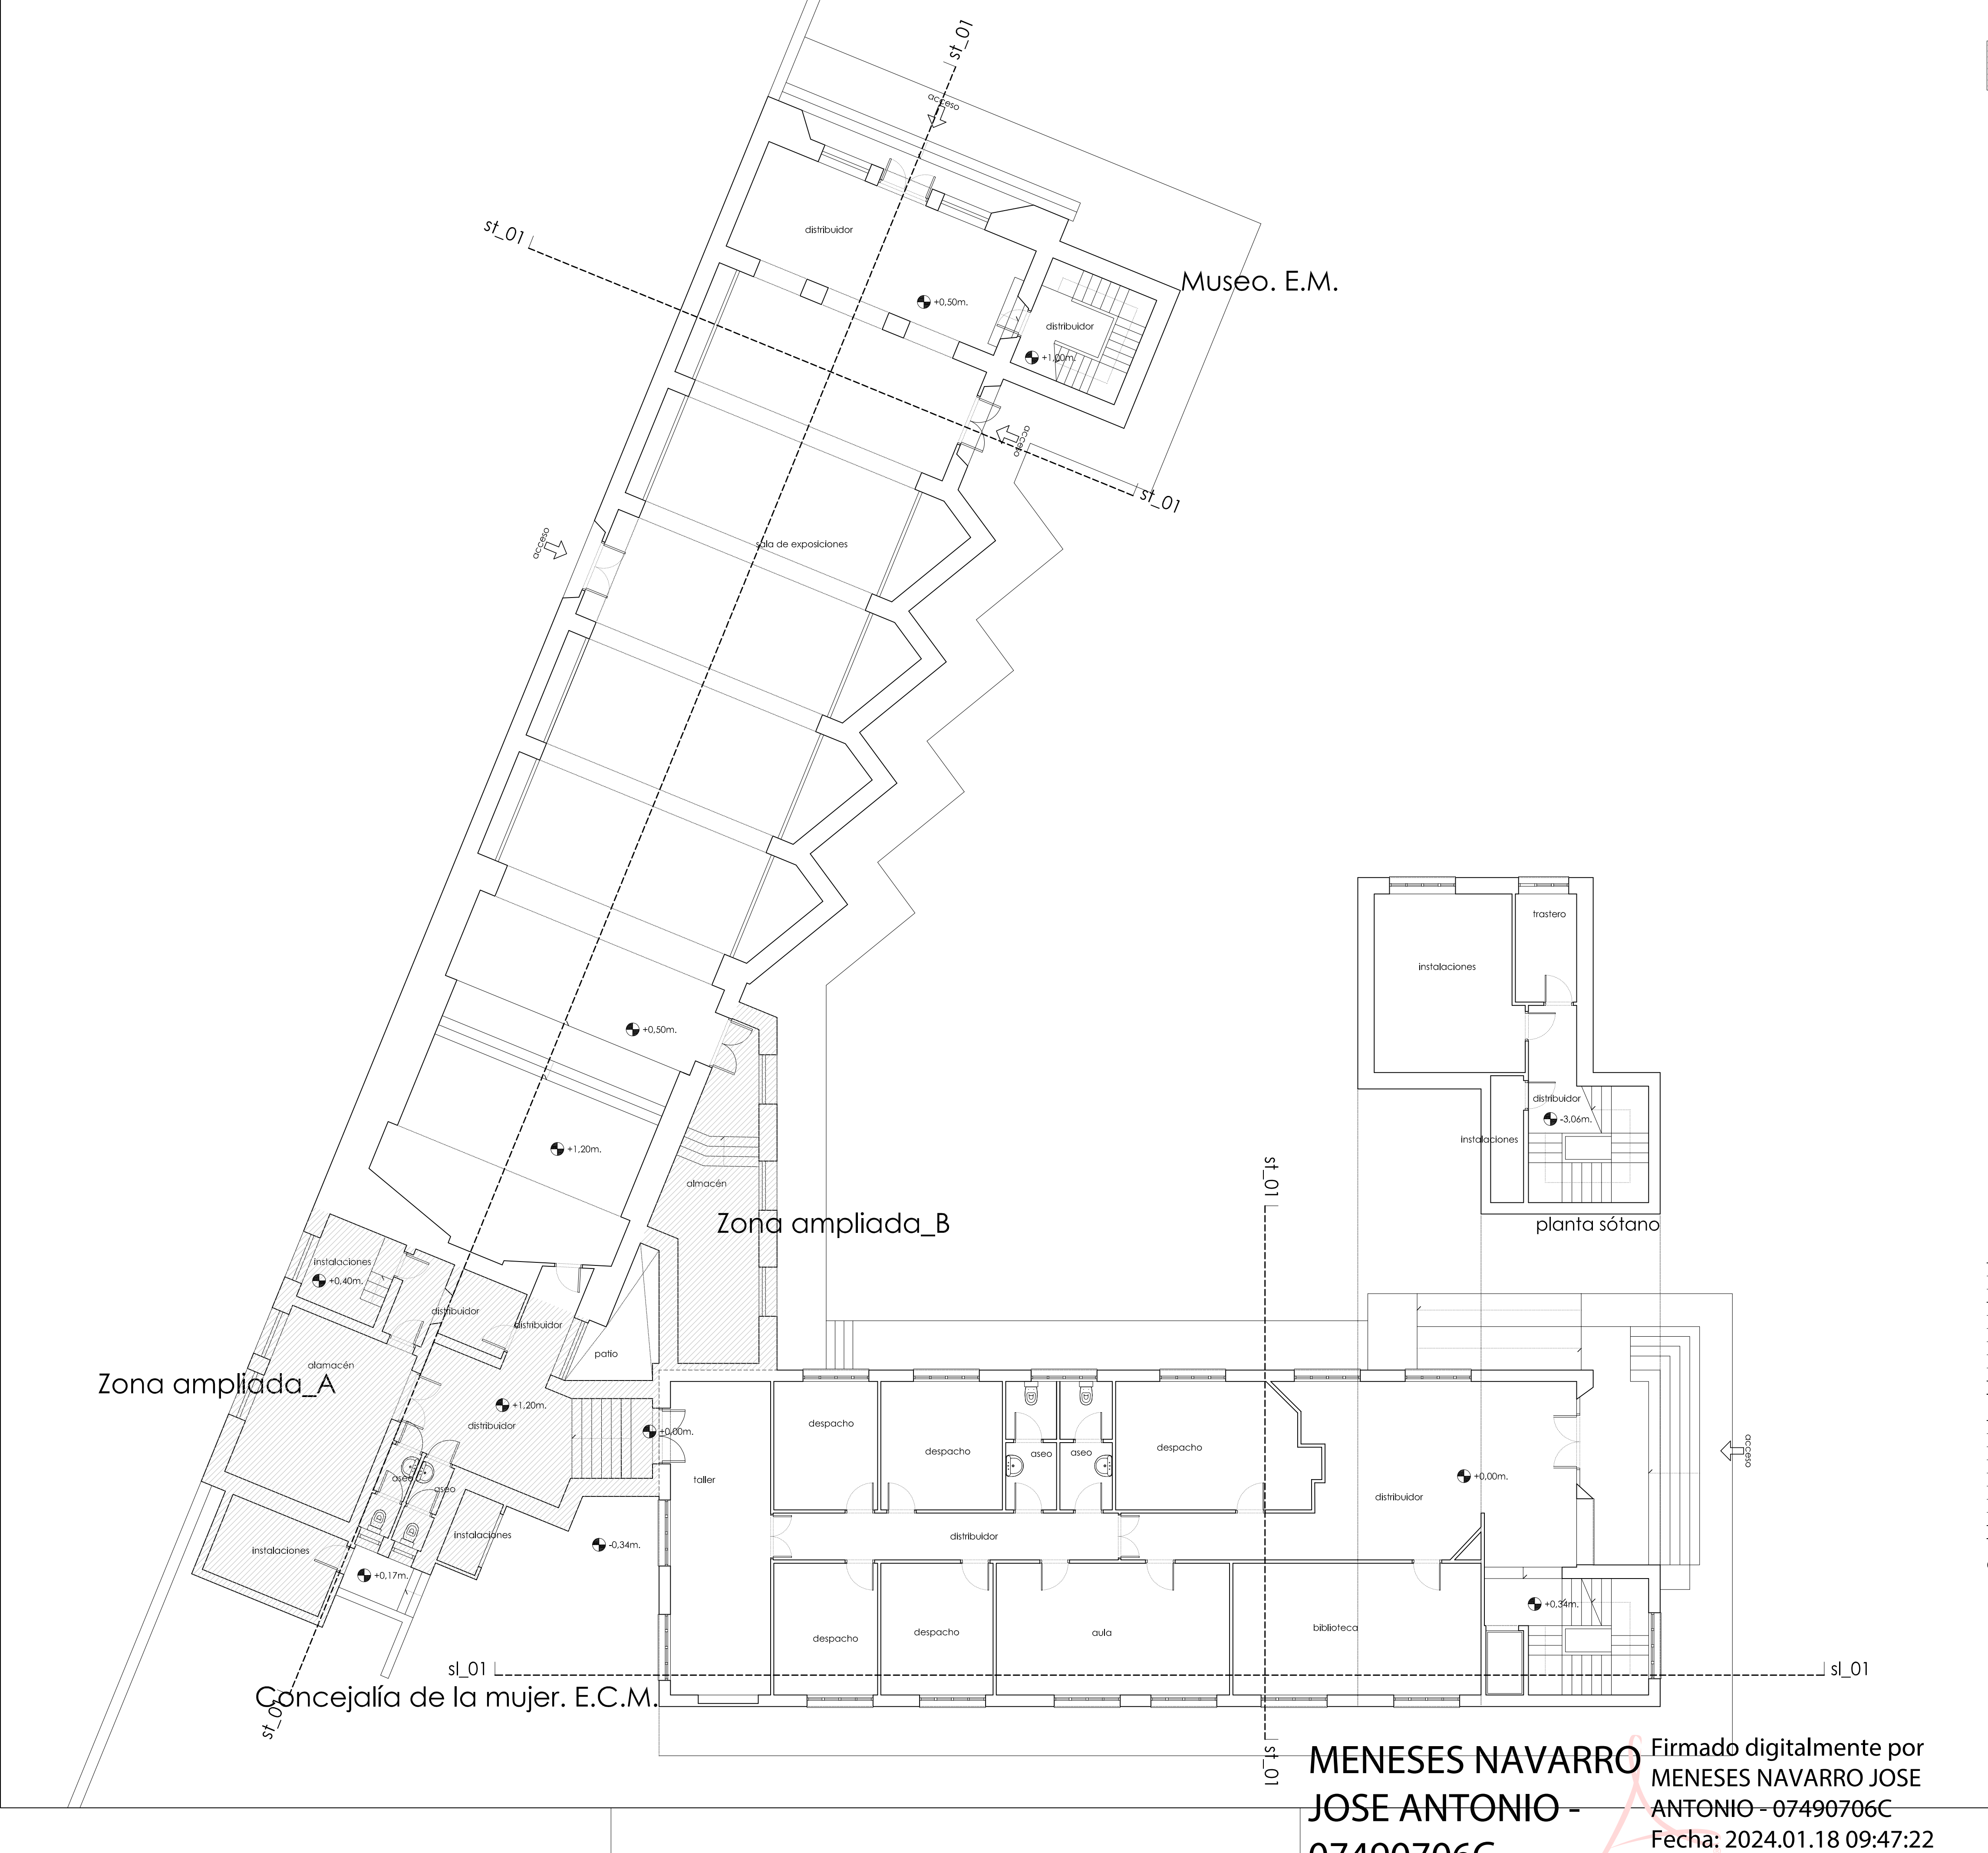 st_01
acceso
st_01
distribuidor
Museo. E.M.
+0,50m.
distribuidor
+1,00m.
acceso
st_01
acceso
sala de exposiciones
trastero
instalaciones
+0,50m.
distribuidor
-3,06m.
instalaciones
+1,20m.
st_01
almacén
Zona ampliada_B
planta sótano
instalaciones
+0,40m.
distribuidor
distribuidor
patio
alamacén
Zona ampliada_A
+1,20m.
distribuidor
+0,00m.
despacho
despacho
aseo
aseo
despacho
acceso
taller
+0,00m.
distribuidor
aseo
aseo
instalaciones
distribuidor
-0,34m.
instalaciones
+0,17m.
+0,34m.
despacho
despacho
aula
biblioteca
sl_01
sl_01
Concejalía de la mujer. E.C.M.
st_01
st_01
MENESES NAVARRO
JOSE ANTONIO -
07490706C
Firmado digitalmente por
MENESES NAVARRO JOSE
ANTONIO - 07490706C
Fecha: 2024.01.18 09:47:22